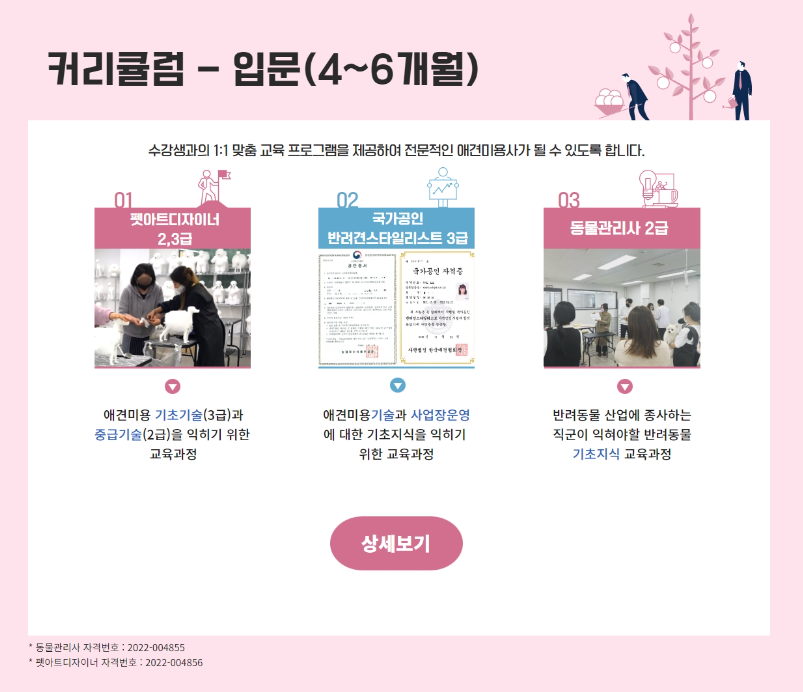 커리큘럼 – 입문(4~6개월)
수강생과의 1:1 맞춤 교육 프로그램을 제공하여 전문적인 애견미용사가 될 수 있도록 합니다.
01
펫아트디자이너
2,3급
애견미용 기초기술(3급)과
중급기술(2급)을 익히기 위한
교육과정
02
국가공인
반려견스타일리스트 3급
국가공인 자격증
애견미용기술과 사업장운영
에 대한 기초지식을 익히기
위한 교육과정
03
동물관리사 2급
반려동물 산업에 종사하는
직군이 익혀야할 반려동물
기초지식 교육과정
상세보기
* 동물관리사 자격번호 : 2022-004855
* 펫아트디자이너 자격번호 : 2022-004856